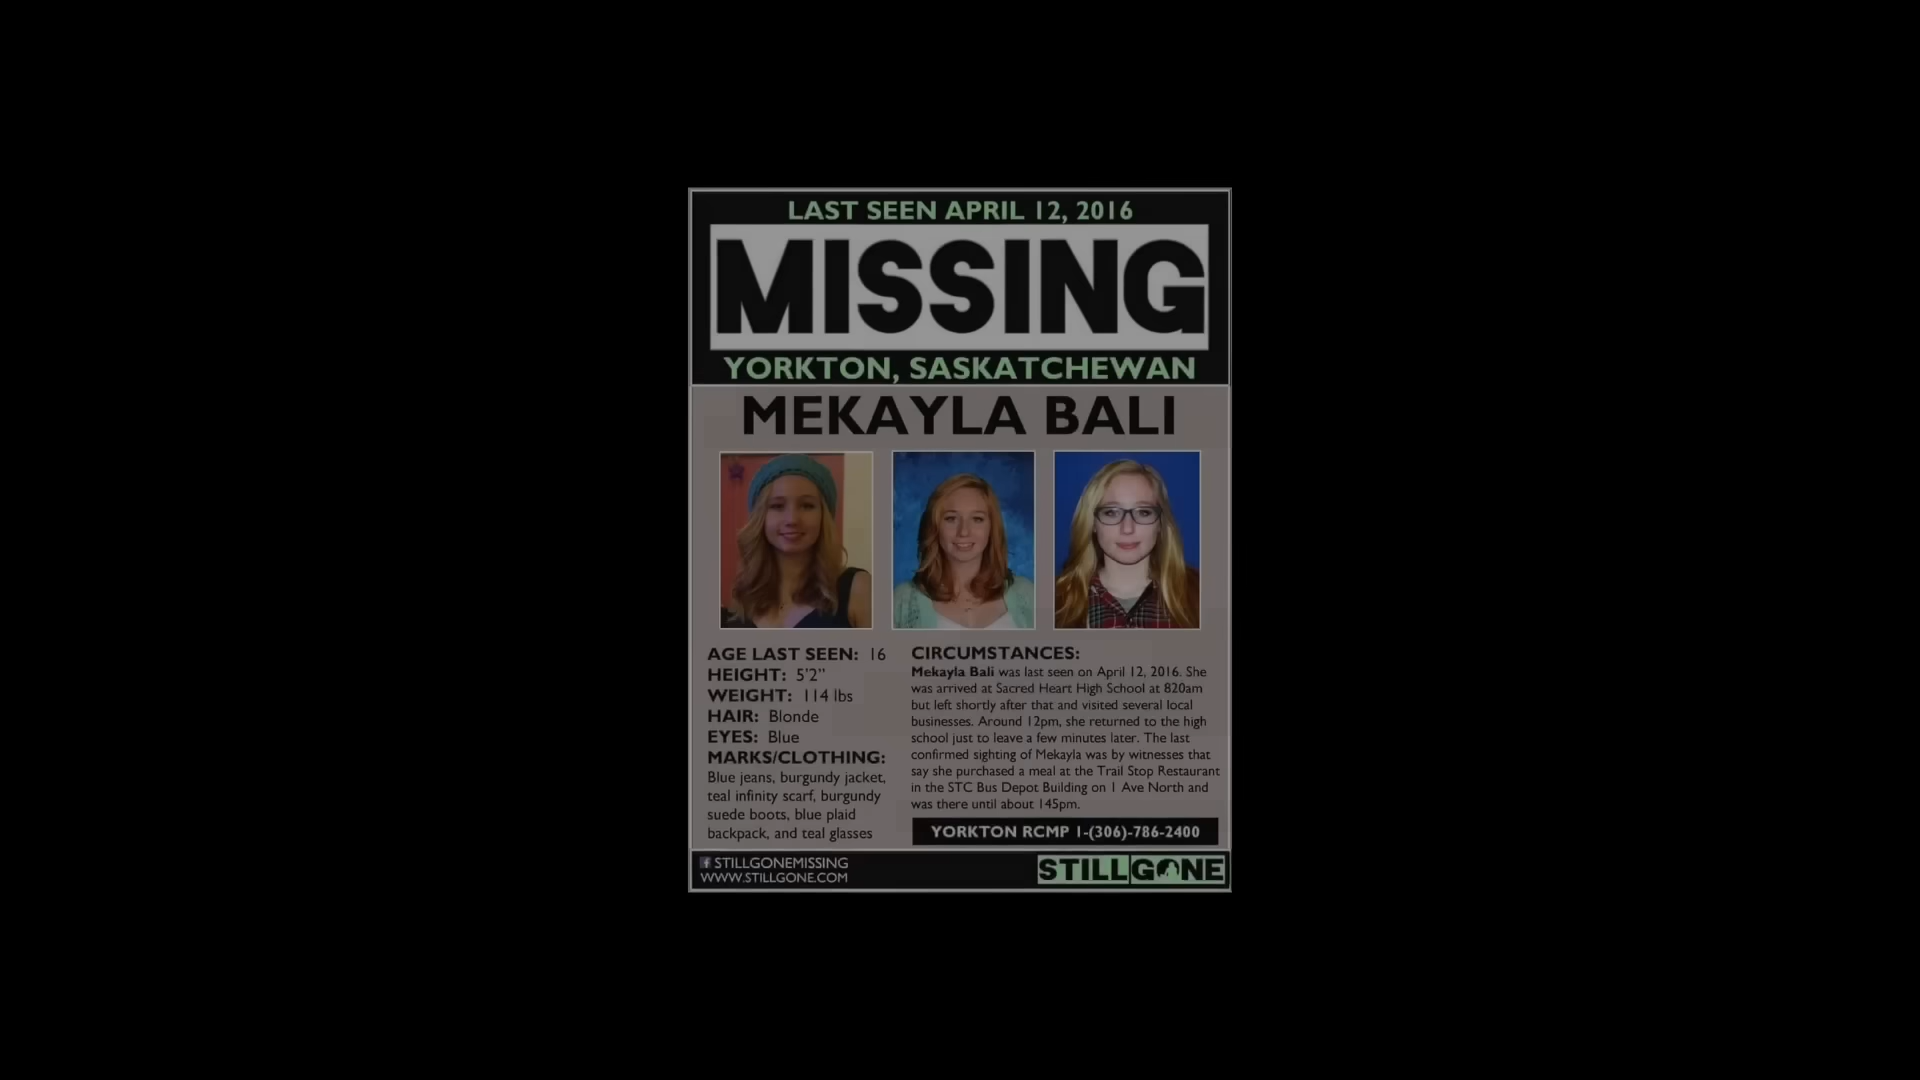 LAST SEEN APRIL 12, 2016
MISSING
YORKTON, SASKATCHEWAN
MEKAYLA BALI
AGE LAST SEEN: 16
HEIGHT: 5'2"
WEIGHT: 114 lbs
HAIR: Blonde
EYES: Blue
MARKS/CLOTHING:
Blue jeans, burgundy jacket,
teal infinity scarf, burgundy
suede boots, blue plaid
backpack, and teal glasses
CIRCUMSTANCES:
Mekayla Bali was last seen on April 12, 2016. She
was arrived at Sacred Heart High School at 820am
but left shortly after that and visited several local
businesses. Around 12pm, she returned to the high
school just to leave a few minutes later. The last
confirmed sighting of Mekayla was by witnesses that
say she purchased a meal at the Trail Stop Restaurant
in the STC Bus Depot Building on 1 Ave North and
was there until about 145pm.
YORKTON RCMP 1-(306)-786-2400
f STILLGONEMISSING
WWW.STILLGONE.COM
STILLGONE